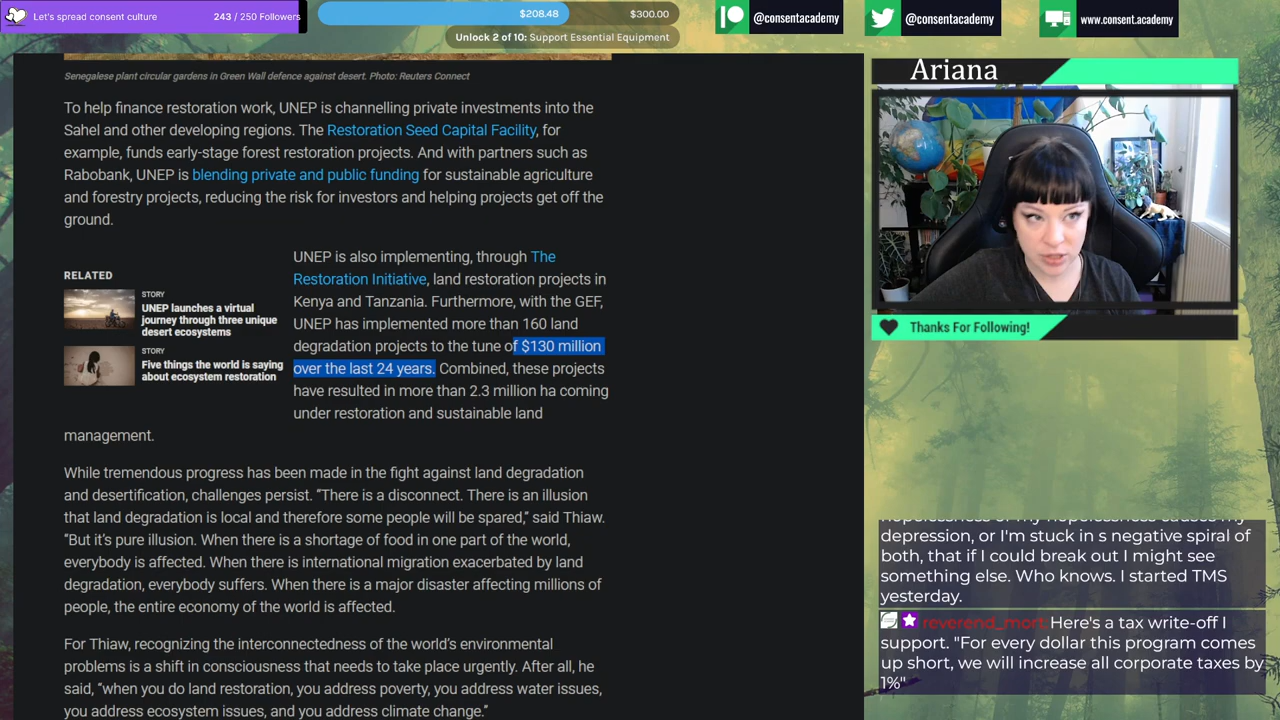 Let's spread consent culture
243 / 250 Followers
$208.48
$300.00
Unlock 2 of 10: Support Essential Equipment
@consentacademy
@consentacademy
www.consent.academy
Senegalese plant circular gardens in Green Wall defence against desert. Photo: Reuters Connect
To help finance restoration work, UNEP is channelling private investments into the
Sahel and other developing regions. The Restoration Seed Capital Facility, for
example, funds early-stage forest restoration projects. And with partners such as
Rabobank, UNEP is blending private and public funding for sustainable agriculture
and forestry projects, reducing the risk for investors and helping projects get off the
ground.
RELATED
STORY
UNEP launches a virtual
journey through three unique
desert ecosystems
STORY
Five things the world is saying
about ecosystem restoration
UNEP is also implementing, through The
Restoration Initiative, land restoration projects in
Kenya and Tanzania. Furthermore, with the GEF,
UNEP has implemented more than 160 land
degradation projects to the tune of $130 million
over the last 24 years. Combined, these projects
have resulted in more than 2.3 million ha coming
under restoration and sustainable land
management.
While tremendous progress has been made in the fight against land degradation
and desertification, challenges persist. “There is a disconnect. There is an illusion
that land degradation is local and therefore some people will be spared,” said Thiaw.
“But it’s pure illusion. When there is a shortage of food in one part of the world,
everybody is affected. When there is international migration exacerbated by land
degradation, everybody suffers. When there is a major disaster affecting millions of
people, the entire economy of the world is affected.
For Thiaw, recognizing the interconnectedness of the world’s environmental
problems is a shift in consciousness that needs to take place urgently. After all, he
said, “when you do land restoration, you address poverty, you address water issues,
you address ecosystem issues, and you address climate change.”
Ariana
Thanks For Following!
hopelessness or my hopelessness causes my
depression, or I'm stuck in s negative spiral of
both, that if I could break out I might see
something else. Who knows. I started TMS
yesterday.
reverend_mort: Here's a tax write-off I
support. "For every dollar this program comes
up short, we will increase all corporate taxes by
1%"